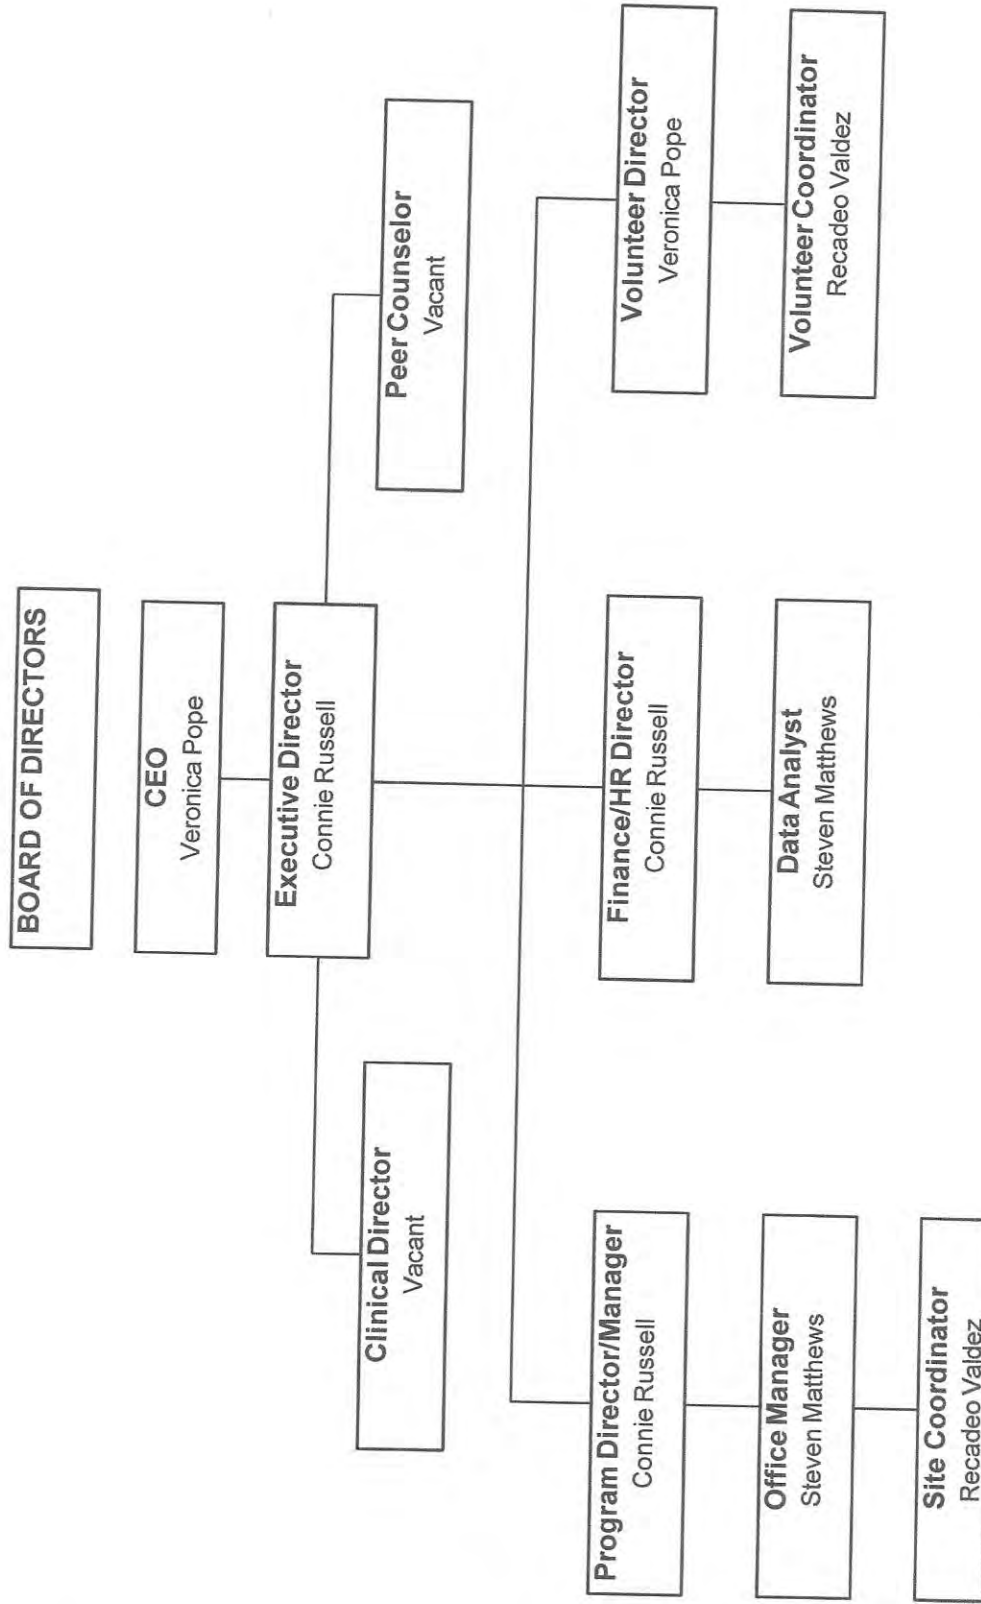 BOARD OF DIRECTORS
CEO
Veronica Pope
Executive Director
Connie Russell
Clinical Director
Vacant
Peer Counselor
Vacant
Program Director/Manager
Connie Russell
Finance/HR Director
Connie Russell
Volunteer Director
Veronica Pope
Office Manager
Steven Matthews
Data Analyst
Steven Matthews
Volunteer Coordinator
Recadeo Valdez
Site Coordinator
Recadeo Valdez